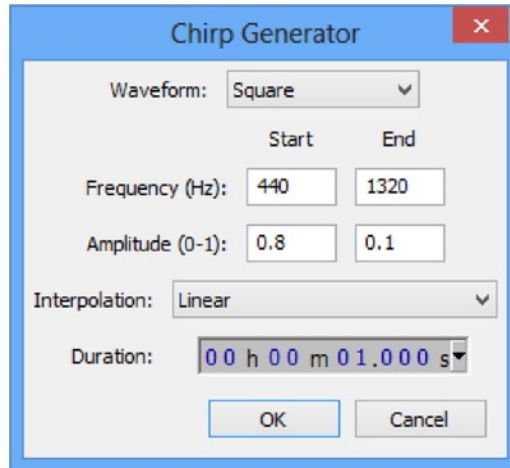 Chirp Generator
Waveform: Square
Start End
Frequency (Hz): 440 1320
Amplitude (0-1): 0.8 0.1
Interpolation: Linear
Duration: 00 h 00 m 01.000 s
OK Cancel